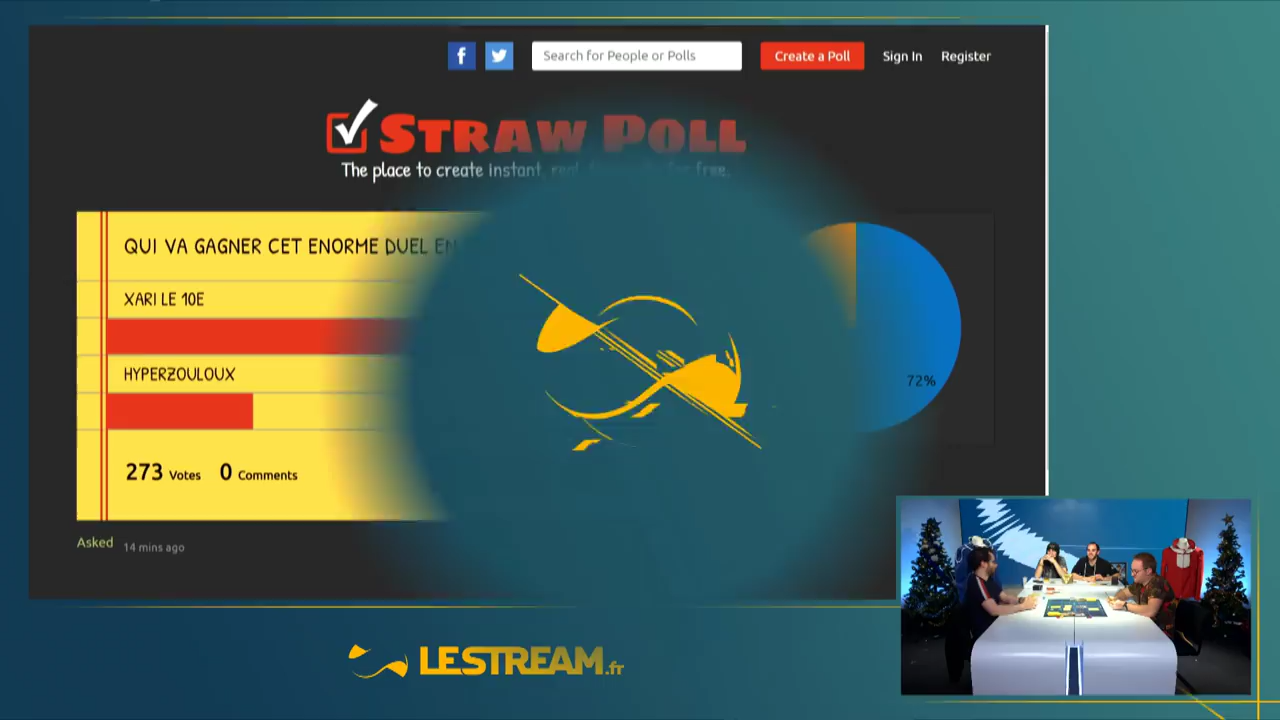 f
Search for People or Polls
Create a Poll
Sign In
Register
STRAW POLL
The place to create instant, real free.
QUI VA GAGNER CET ENORME DUEL EN
XARI LE 10E
HYPERZOULOUX
72%
273 Votes 0 Comments
Asked 14 mins ago
LESTREAM.fr